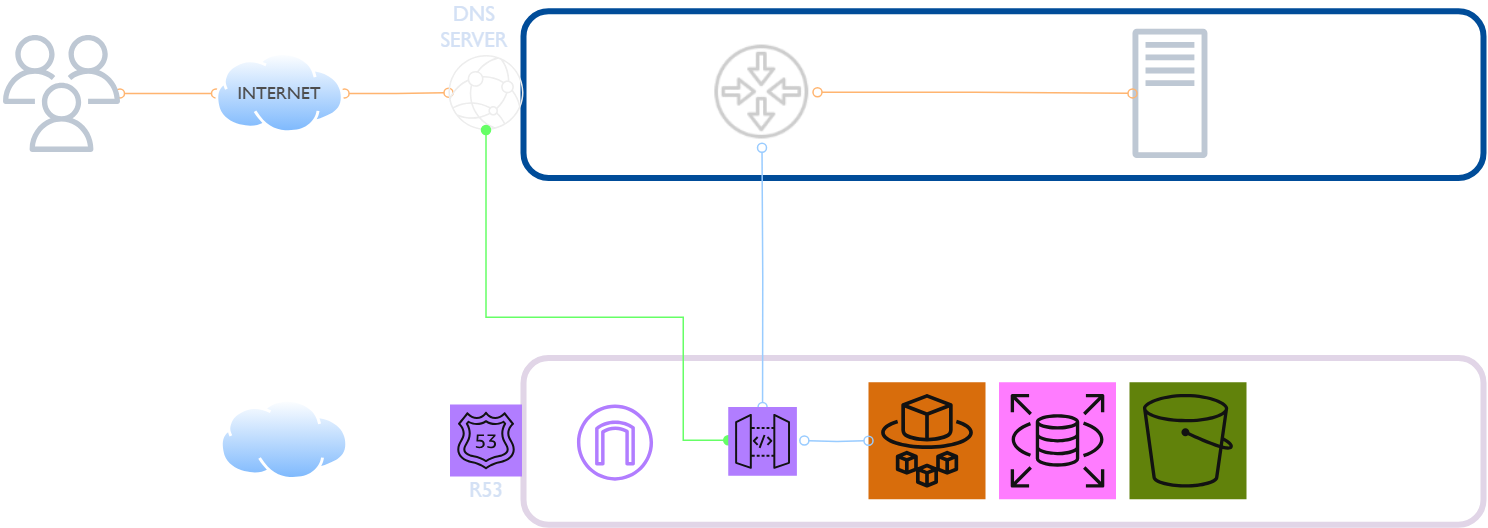 DNS
SERVER
INTERNET
53
</>
R53